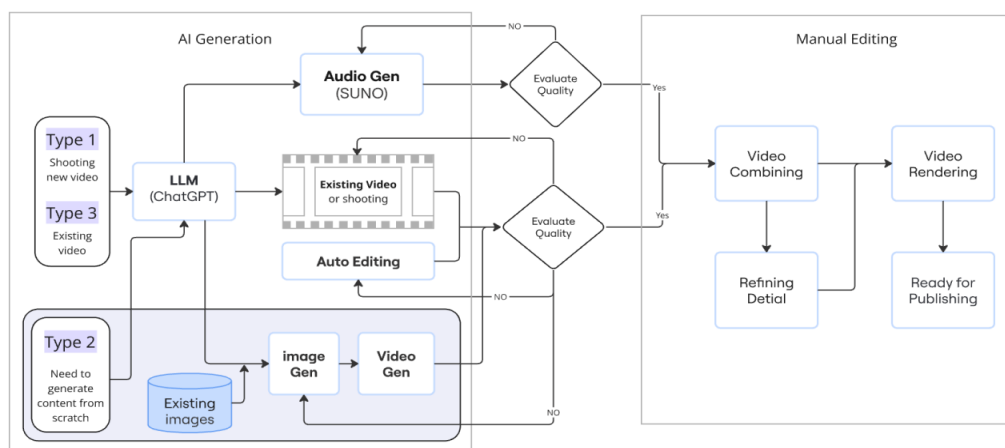 AI Generation
Manual Editing
NO
Audio Gen
(SUNO)
Evaluate
Quality
Yes
Type 1
Shooting
new video
Type 3
Existing
video
LLM
(ChatGPT)
NO
Existing Video
or shooting
Auto Editing
Evaluate
Quality
Yes
NO
Video
Combining
Video
Rendering
Refining
Detial
Ready for
Publishing
Type 2
Need to
generate
content from
scratch
Existing
images
image
Gen
Video
Gen
NO